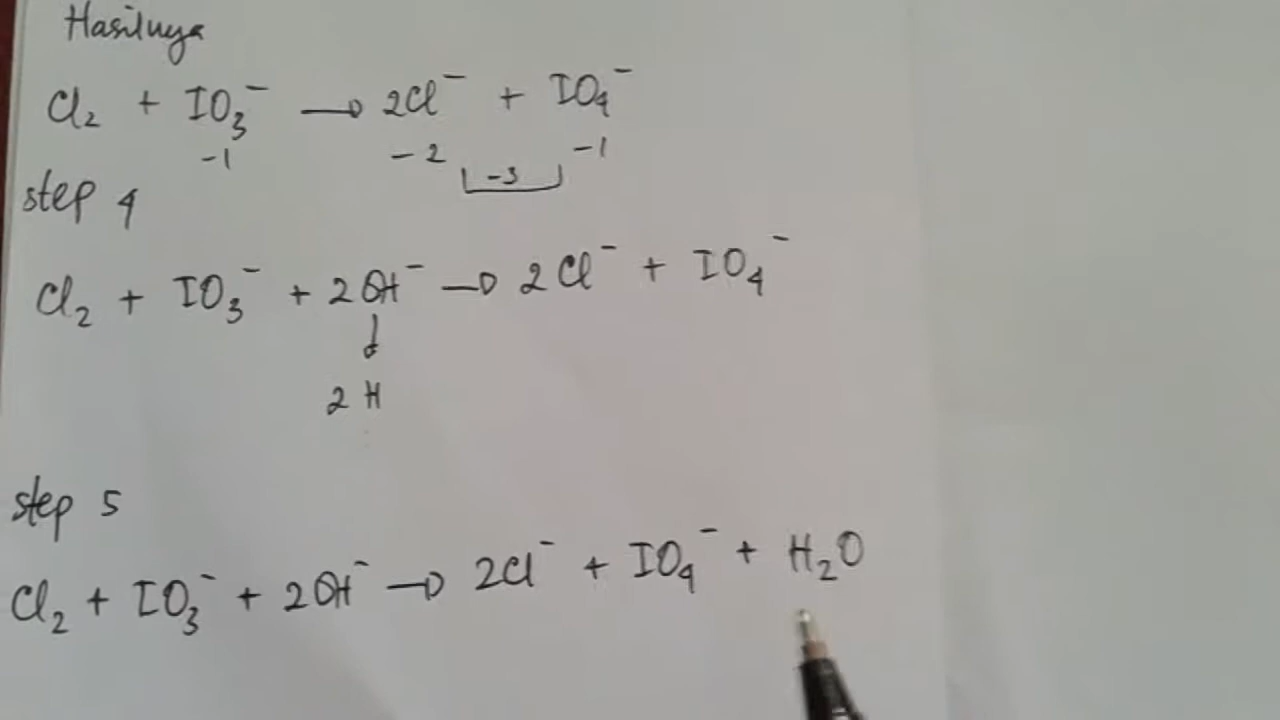 Hasilnya
Cl₂ + IO₃⁻ → 2Cl⁻ + IO₄⁻
-1 -2 -3 -1
step 4
Cl₂ + IO₃⁻ + 2OH⁻ → 2Cl⁻ + IO₄⁻
↓
2 H
step 5
Cl₂ + IO₃⁻ + 2OH⁻ → 2Cl⁻ + IO₄⁻ + H₂O